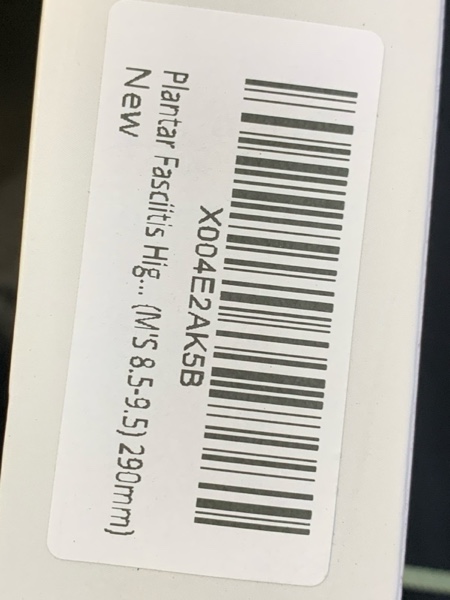 X004E2AK5B
Plantar Fasciitis Hig... (M'S 8.5-9.5) 290mm)
New